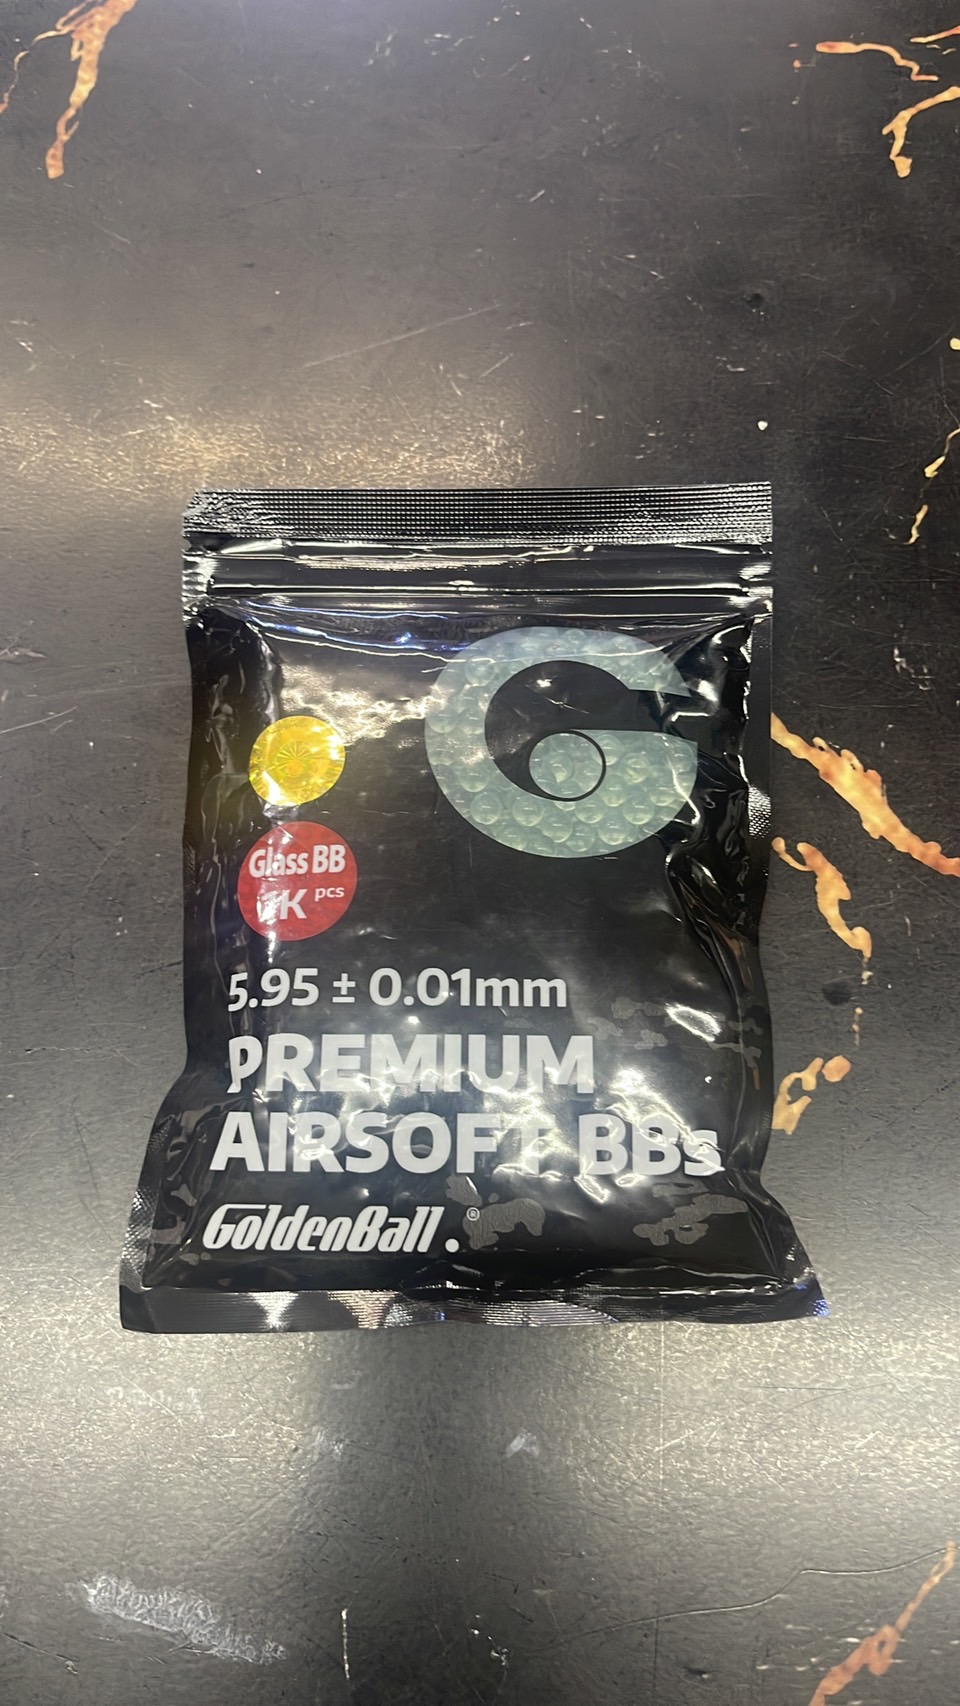 Glass BB
K pcs
5.95 ± 0.01mm
PREMIUM
AIRSOFT BBs
GoldenBall.®